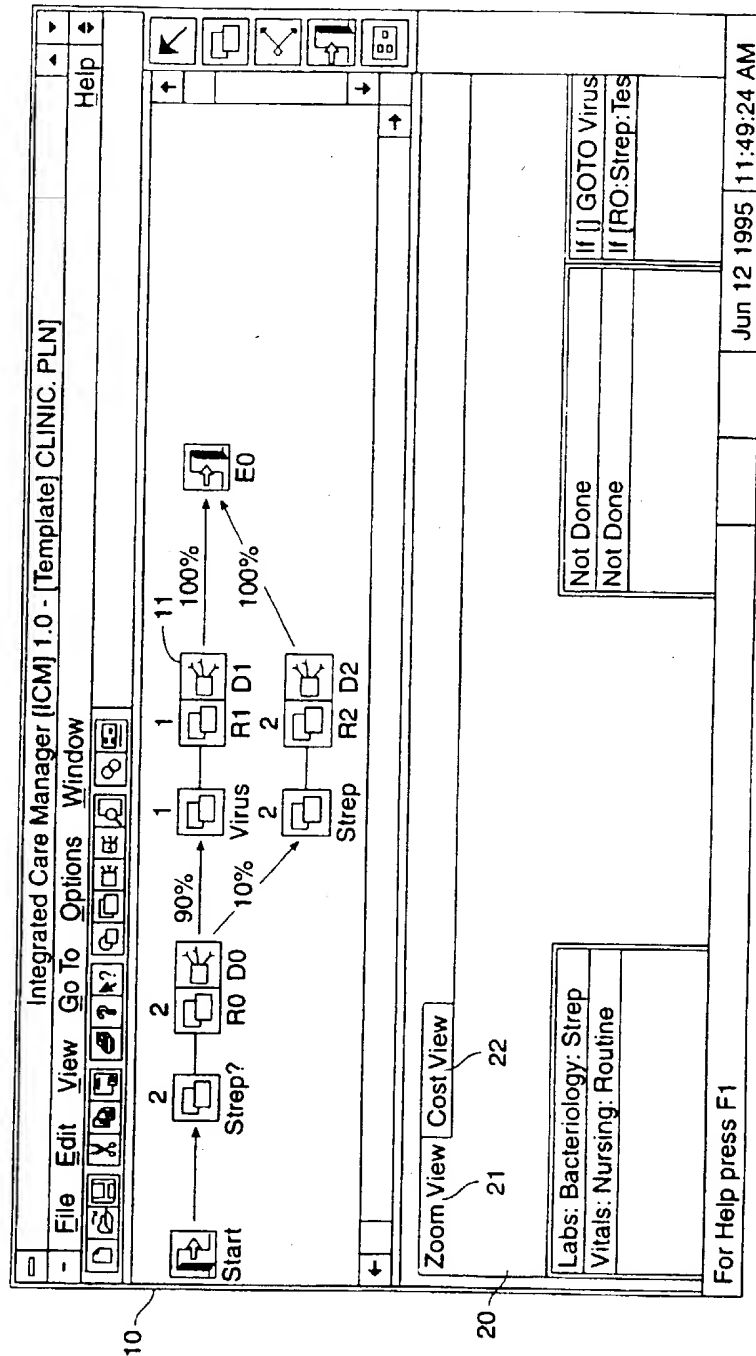 Integrated Care Manager [ICM] 1.0 - [Template] CLINIC. PLN]
File Edit View Go To Options Window Help
10
Start
2
Strep?
2
R0 D0
90%
10%
1
Virus
2
Strep
1
R1 D1
11
2
R2 D2
100%
100%
E0
20
Zoom View Cost View
21 22
Labs: Bacteriology: Strep
Vitals: Nursing: Routine
Not Done
Not Done
If [] GOTO Virus
If [RO:Strep:Tes
For Help press F1
Jun 12 1995 11:49:24 AM